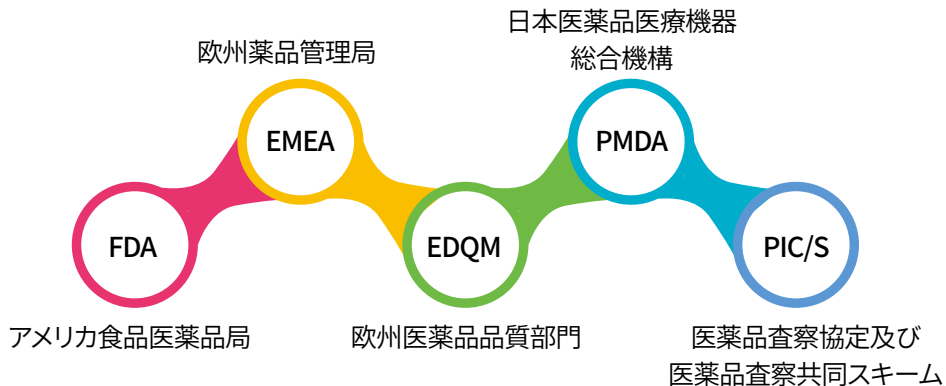 日本医薬品医療機器
総合機構
欧州薬品管理局
EMEA
PMDA
FDA
EDQM
PIC/S
アメリカ食品医薬品局
欧州医薬品品質部門
医薬品査察協定及び
医薬品査察共同スキーム